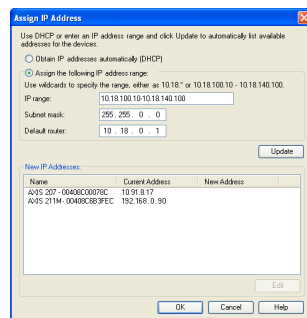 Assign IP Address
Use DHCP or enter an IP address range and click Update to automatically list available
addresses for the devices.
Obtain IP addresses automatically (DHCP)
Assign the following IP address range:
Use wildcards to specify the range, either as 10.18.* or 10.18.100.10 - 10.18.140.100.
IP range: 10.18.100.10-10.18.140.100
Subnet mask: 255 . 255 . 0 . 0
Default router: 10 . 18 . 0 . 1
Update
New IP Addresses:
Name Current Address New Address
AXIS 207 - 00408C00078C 10.91.8.17
AXIS 211M - 00408C6B3FEC 192.168.0.90
Edit
OK Cancel Help